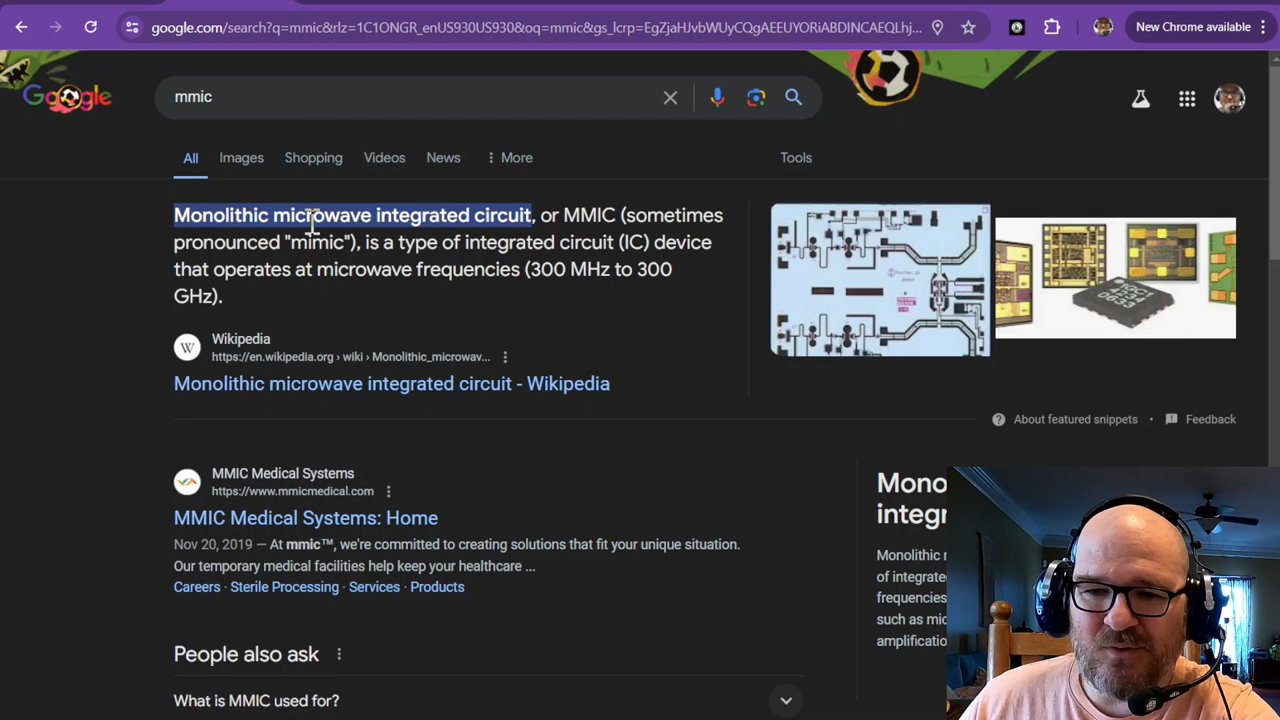 google.com/search?q=mmic&rlz=1C1ONGR_enUS930US930&oq=mmic&gs_lcrp=EgZjaHJvbWUyCQgAEEUYORiABDINCAEQLhj...
New Chrome available
Google
mmic
All
Images
Shopping
Videos
News
More
Tools
Monolithic microwave integrated circuit, or MMIC (sometimes
pronounced "mimic"), is a type of integrated circuit (IC) device
that operates at microwave frequencies (300 MHz to 300
GHz).
W
Wikipedia
https://en.wikipedia.org › wiki › Monolithic_microwav...
Monolithic microwave integrated circuit - Wikipedia
About featured snippets
•
Feedback
MMIC Medical Systems
https://www.mmicmedical.com
MMIC Medical Systems: Home
Nov 20, 2019 — At mmic™, we're committed to creating solutions that fit your unique situation.
Our temporary medical facilities help keep your healthcare ...
Careers · Sterile Processing · Services · Products
People also ask
What is MMIC used for?
Mono
integr
Monolithic
of integrate
frequencies
such as mic
amplificatio